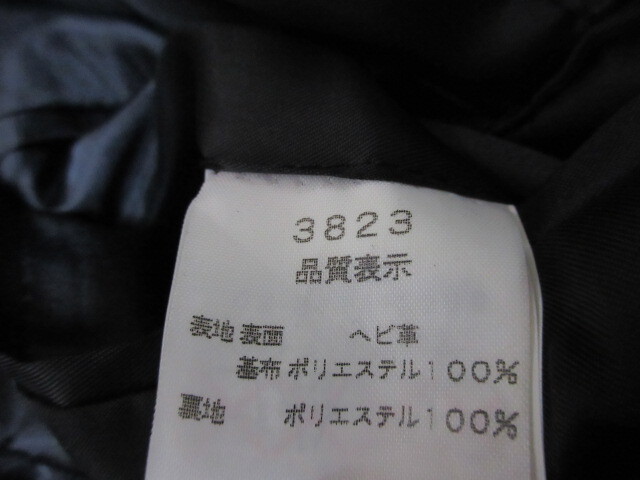 3823
品質表示
表地 表面 ヘビ革
基布 ポリエステル100%
裏地 ポリエステル100%